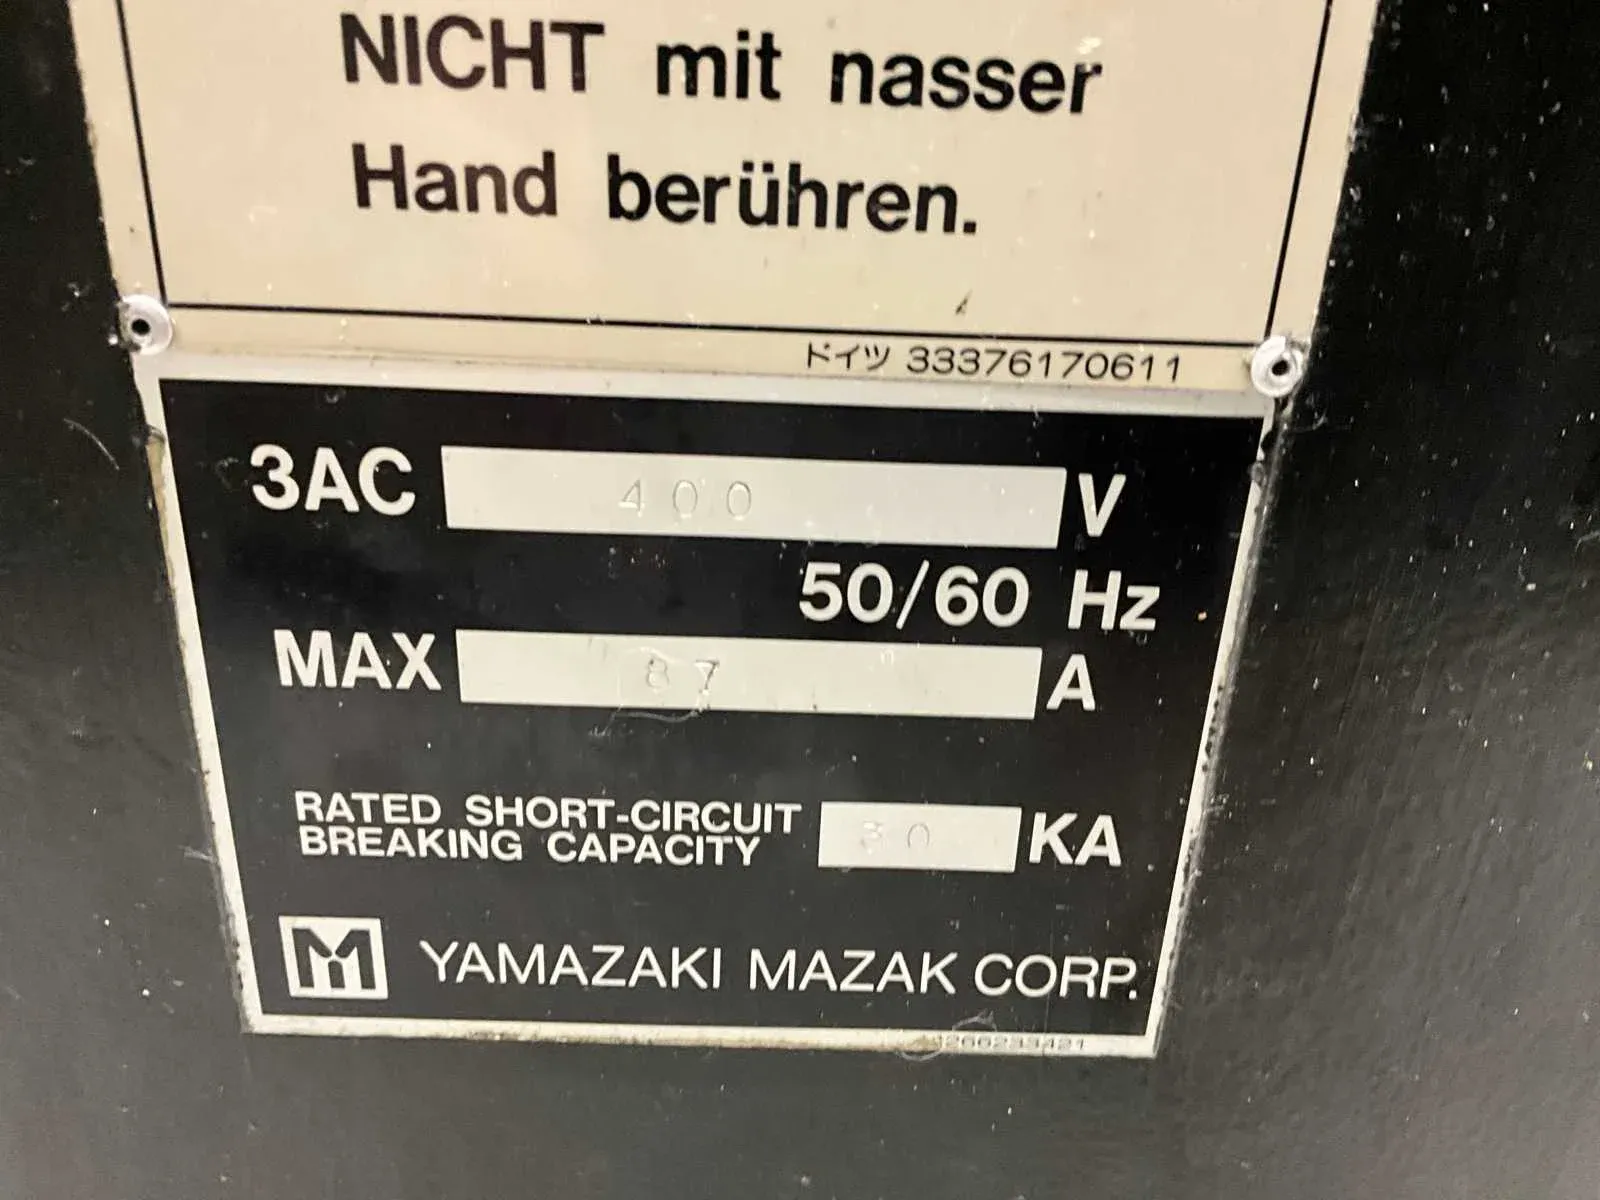 NICHT mit nasser
Hand berühren.
ドイツ 33376170611
3AC 400 V
50/60 Hz
MAX 87 A
RATED SHORT-CIRCUIT
BREAKING CAPACITY 30 KA
YAMAZAKI MAZAK CORP.